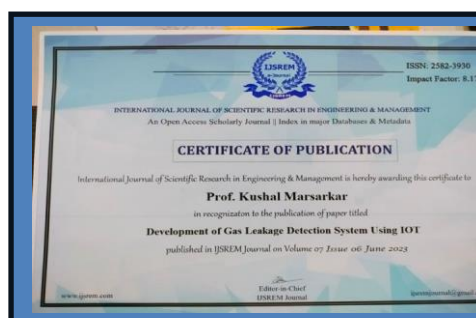 IJSREM
e-Journal
ISSN: 2582-3930
Impact Factor: 8.17
INTERNATIONAL JOURNAL OF SCIENTIFIC RESEARCH IN ENGINEERING & MANAGEMENT
An Open Access Scholarly Journal || Index in major Databases & Metadata
CERTIFICATE OF PUBLICATION
International Journal of Scientific Research in Engineering & Management is hereby awarding this certificate to
Prof. Kushal Marsarkar
in recognizaton to the publication of paper titled
Development of Gas Leakage Detection System Using IOT
published in IJSREM Journal on Volume 07 Issue 06 June 2023
Editor-in-Chief
IJSREM Journal
www.ijsrem.com
ijsremjournal@gmail